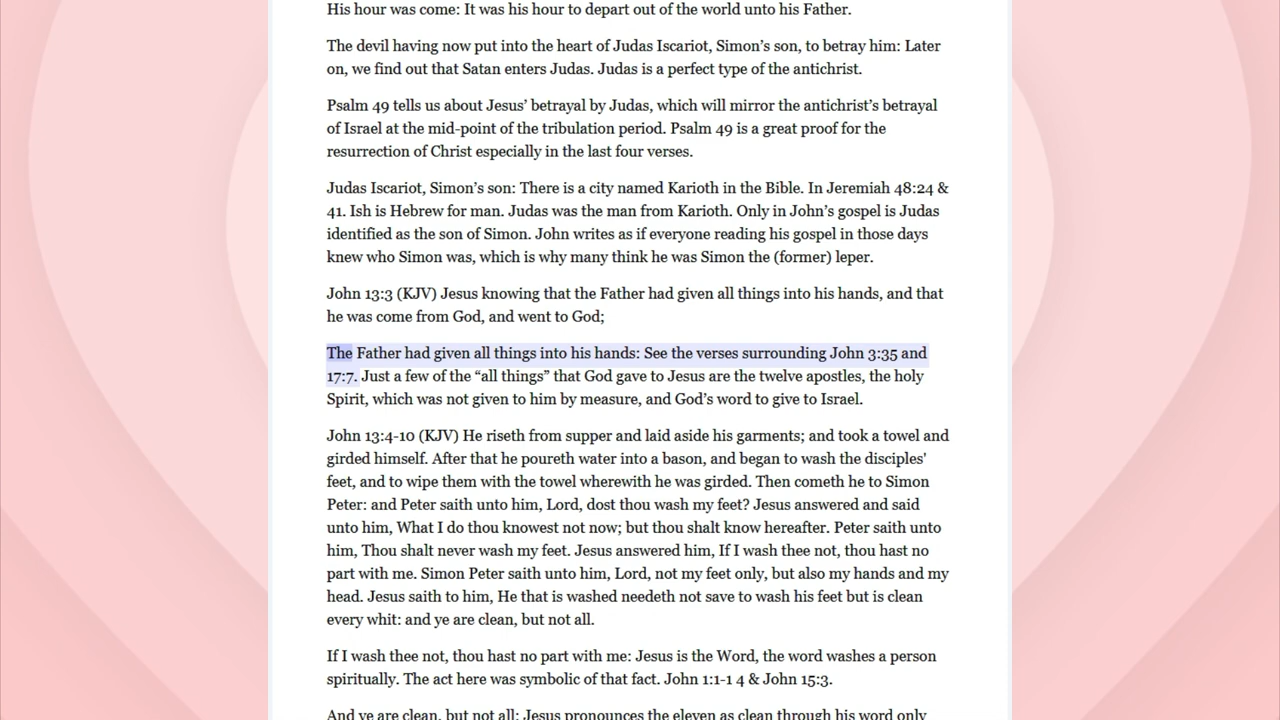 His hour was come: It was his hour to depart out of the world unto his Father.
The devil having now put into the heart of Judas Iscariot, Simon’s son, to betray him: Later
on, we find out that Satan enters Judas. Judas is a perfect type of the antichrist.
Psalm 49 tells us about Jesus’ betrayal by Judas, which will mirror the antichrist’s betrayal
of Israel at the mid-point of the tribulation period. Psalm 49 is a great proof for the
resurrection of Christ especially in the last four verses.
Judas Iscariot, Simon’s son: There is a city named Karioth in the Bible. In Jeremiah 48:24 &
41. Ish is Hebrew for man. Judas was the man from Karioth. Only in John’s gospel is Judas
identified as the son of Simon. John writes as if everyone reading his gospel in those days
knew who Simon was, which is why many think he was Simon the (former) leper.
John 13:3 (KJV) Jesus knowing that the Father had given all things into his hands, and that
he was come from God, and went to God;
The Father had given all things into his hands: See the verses surrounding John 3:35 and
17:7. Just a few of the “all things” that God gave to Jesus are the twelve apostles, the holy
Spirit, which was not given to him by measure, and God’s word to give to Israel.
John 13:4-10 (KJV) He riseth from supper and laid aside his garments; and took a towel and
girded himself. After that he poureth water into a bason, and began to wash the disciples'
feet, and to wipe them with the towel wherewith he was girded. Then cometh he to Simon
Peter: and Peter saith unto him, Lord, dost thou wash my feet? Jesus answered and said
unto him, What I do thou knowest not now; but thou shalt know hereafter. Peter saith unto
him, Thou shalt never wash my feet. Jesus answered him, If I wash thee not, thou hast no
part with me. Simon Peter saith unto him, Lord, not my feet only, but also my hands and my
head. Jesus saith to him, He that is washed needeth not save to wash his feet but is clean
every whit: and ye are clean, but not all.
If I wash thee not, thou hast no part with me: Jesus is the Word, the word washes a person
spiritually. The act here was symbolic of that fact. John 1:1-1 4 & John 15:3.
And ye are clean, but not all: Jesus pronounces the eleven as clean through his word only